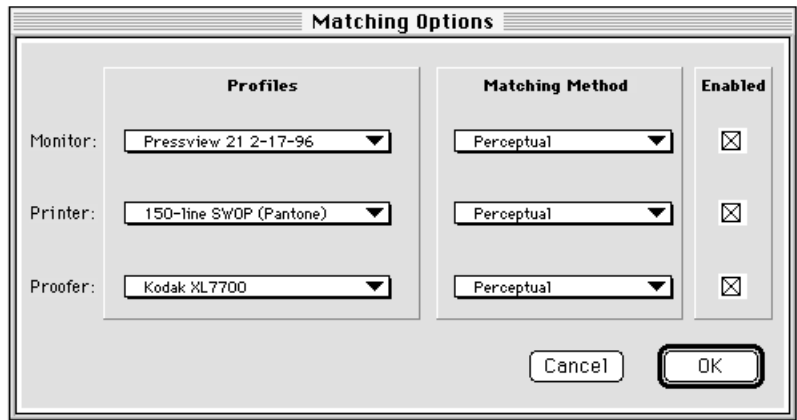 Matching Options
Profiles Matching Method Enabled
Monitor: Pressview 21 2-17-96 Perceptual
Printer: 150-line SWOP (Pantone) Perceptual
Proofer: Kodak XL7700 Perceptual
Cancel OK